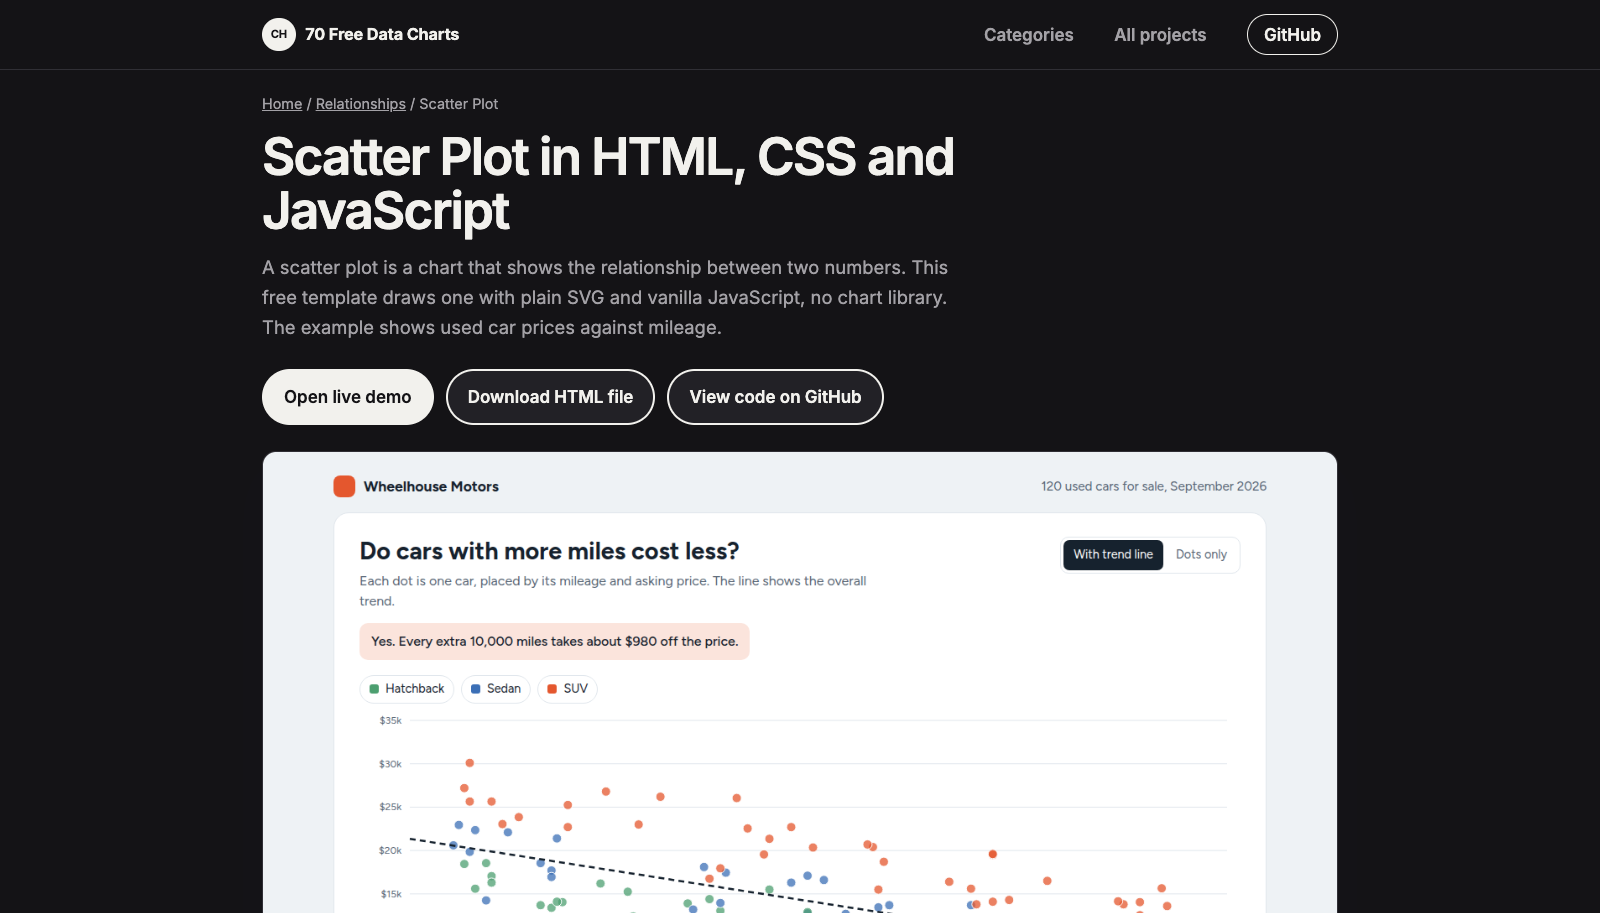 CH 70 Free Data Charts
Categories All projects GitHub
Home / Relationships / Scatter Plot
Scatter Plot in HTML, CSS and
JavaScript
A scatter plot is a chart that shows the relationship between two numbers. This
free template draws one with plain SVG and vanilla JavaScript, no chart library.
The example shows used car prices against mileage.
Open live demo Download HTML file View code on GitHub
Wheelhouse Motors 120 used cars for sale, September 2026
Do cars with more miles cost less?
With trend line Dots only
Each dot is one car, placed by its mileage and asking price. The line shows the overall
trend.
Yes. Every extra 10,000 miles takes about $980 off the price.
Hatchback Sedan SUV
$35k
$30k
$25k
$20k
$15k